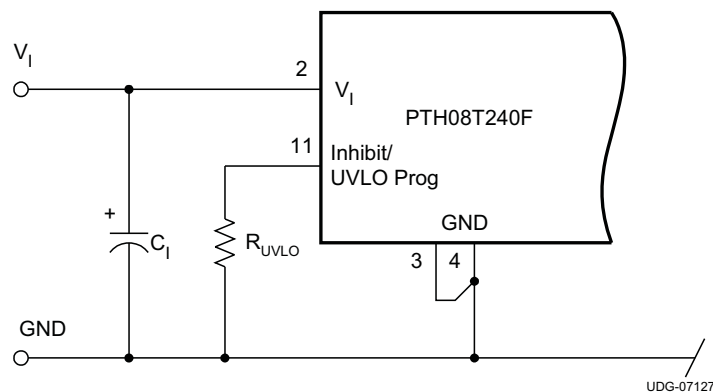 V_I
2
V_I
PTH08T240F
11
Inhibit/
UVLO Prog
+
C_I
R_UVLO
GND
3
4
GND
UDG-07127